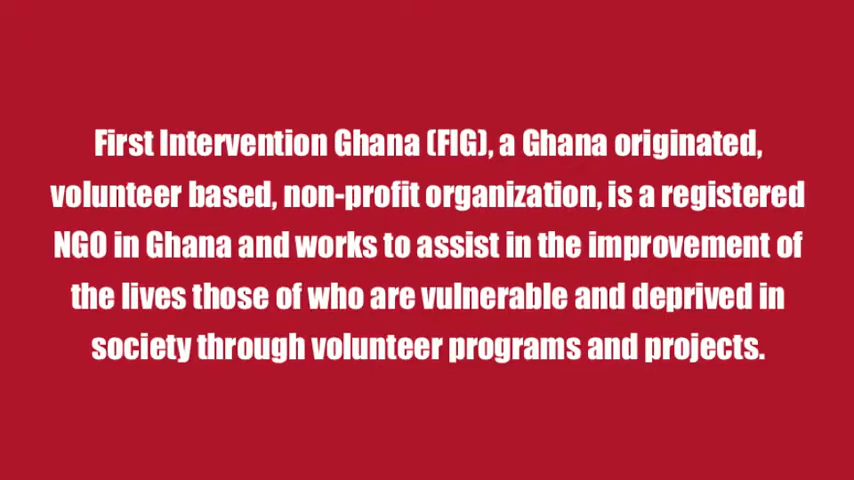 First Intervention Ghana (FIG), a Ghana originated,
volunteer based, non-profit organization, is a registered
NGO in Ghana and works to assist in the improvement of
the lives those of who are vulnerable and deprived in
society through volunteer programs and projects.